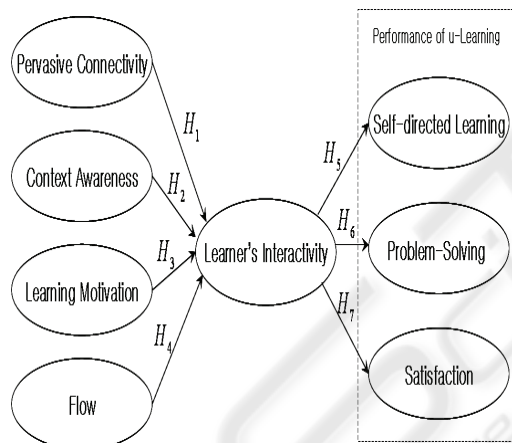 Performance of u-Learning
Pervasive Connectivity
H1
Self-directed Learning
H5
Context Awareness
H2
H6
Learner's Interactivity
Problem-Solving
H3
Learning Motivation
H7
H4
Satisfaction
Flow